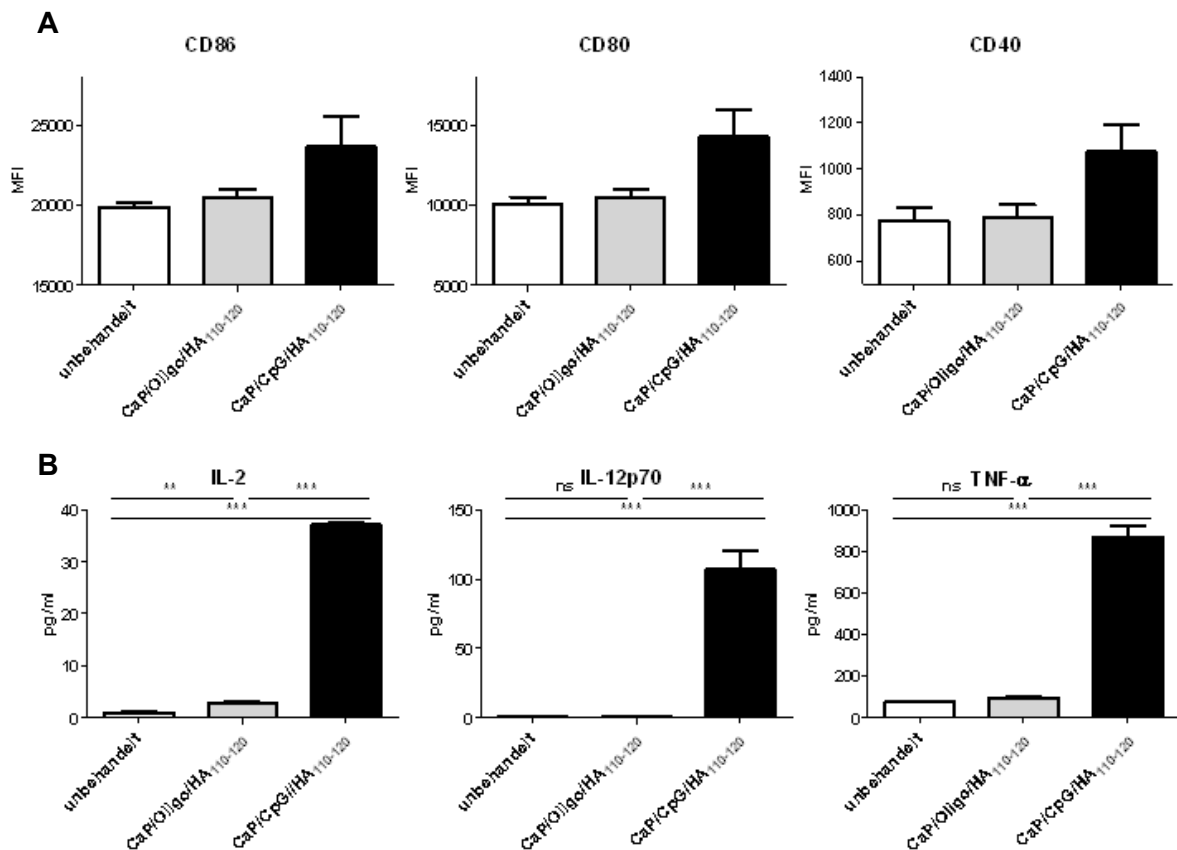 A
CD86
CD80
CD40
MFI
25000
20000
15000
MFI
15000
10000
5000
MFI
1400
1200
1000
800
600
unbehandelt
CaP/Oligo/HA110-120
CaP/CpG/HA110-120
unbehandelt
CaP/Oligo/HA110-120
CaP/CpG/HA110-120
unbehandelt
CaP/Oligo/HA110-120
CaP/CpG/HA110-120
B
IL-2
** ***
***
pg/ml
40
30
20
10
0
IL-12p70
ns ***
***
pg/ml
150
100
50
0
TNF-α
ns ***
***
pg/ml
1000
800
600
400
200
0
unbehandelt
CaP/Oligo/HA110-120
CaP/CpG/HA110-120
unbehandelt
CaP/Oligo/HA110-120
CaP/CpG/HA110-120
unbehandelt
CaP/Oligo/HA110-120
CaP/CpG/HA110-120